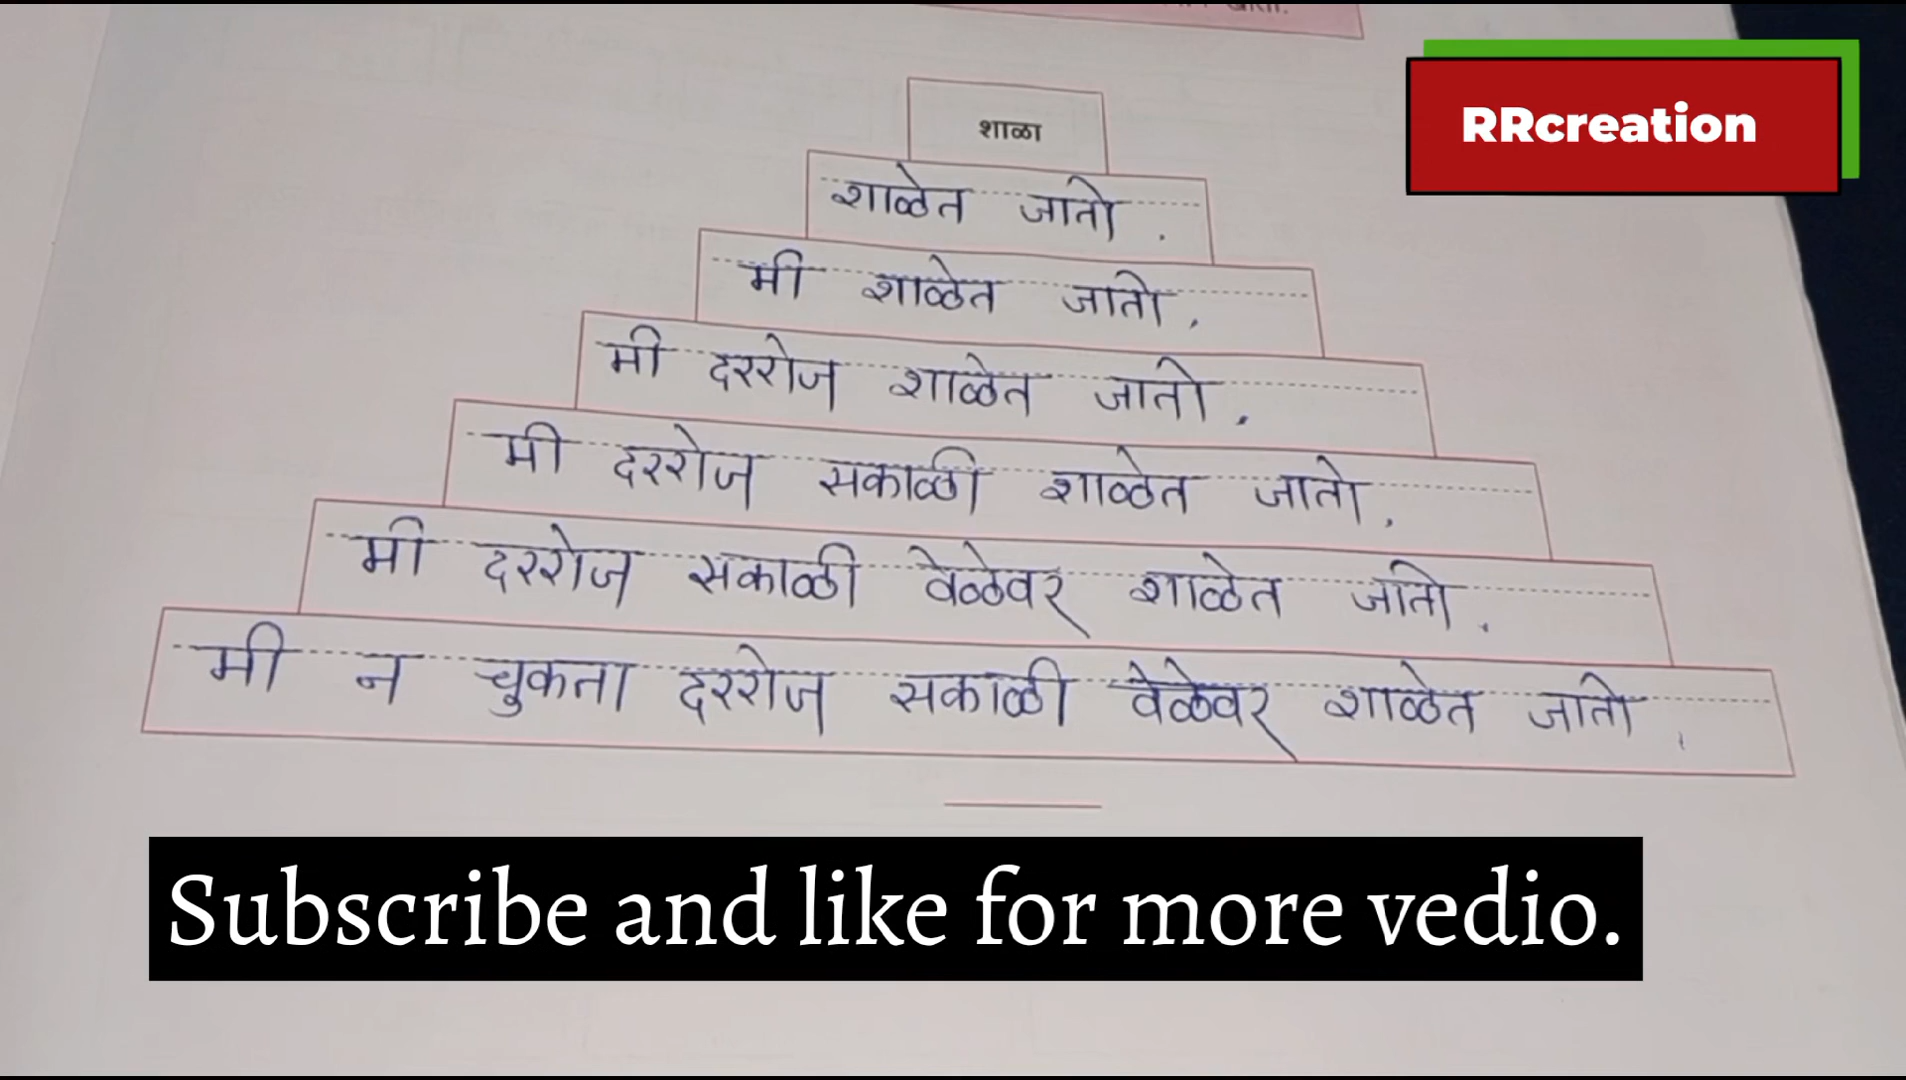 RRcreation
शाळा
शाळेत जातो.
मी शाळेत जातो.
मी दररोज शाळेत जातो.
मी दररोज सकाळी शाळेत जातो.
मी दररोज सकाळी वेळेवर शाळेत जातो.
मी न चुकता दररोज सकाळी वेळेवर शाळेत जातो.
Subscribe and like for more vedio.